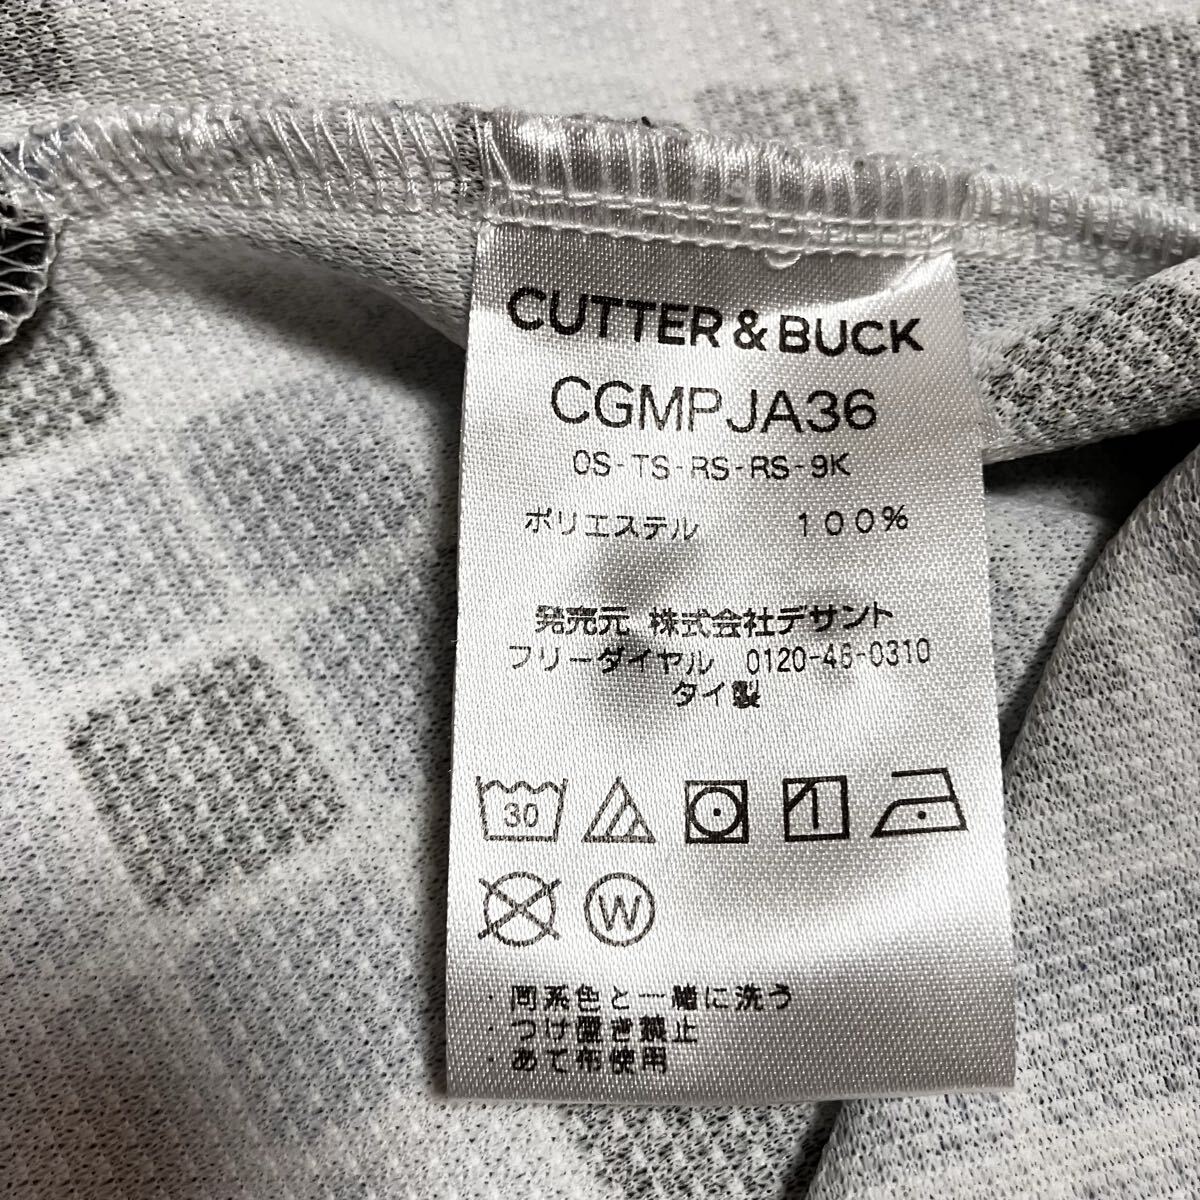 CUTTER & BUCK
CGMPJA36
OS-TS-RS-RS-9K
ポリエステル 100%
発売元 株式会社デサント
フリーダイヤル 0120-46-0310
タイ製
30
W
・同系色と一緒に洗う
・つけ置き禁止
・あて布使用